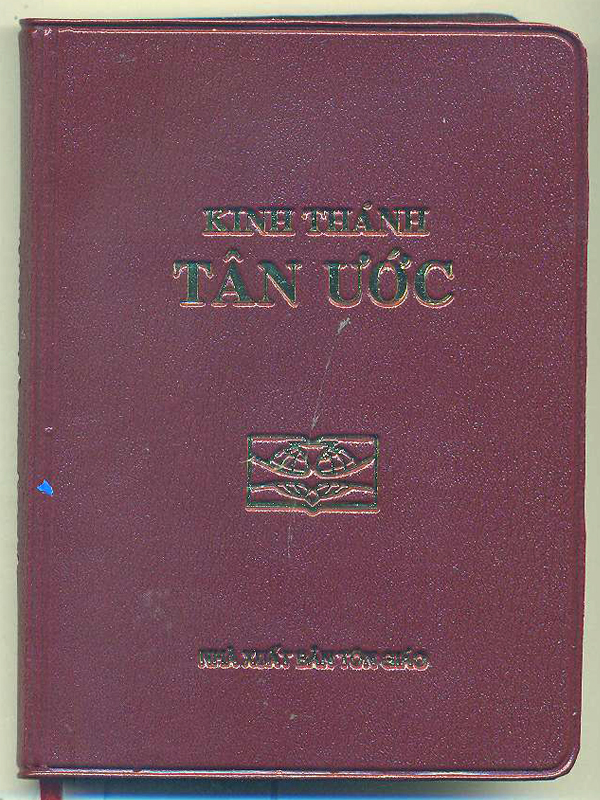 KINH THÁNH
TÂN ƯỚC
NHÀ XUẤT BẢN TÔN GIÁO